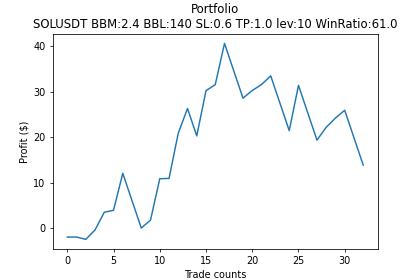 Portfolio
SOLUSDT BBM:2.4 BBL:140 SL:0.6 TP:1.0 lev:10 WinRatio:61.0
40
30
20
10
0
Profit ($)
0 5 10 15 20 25 30
Trade counts